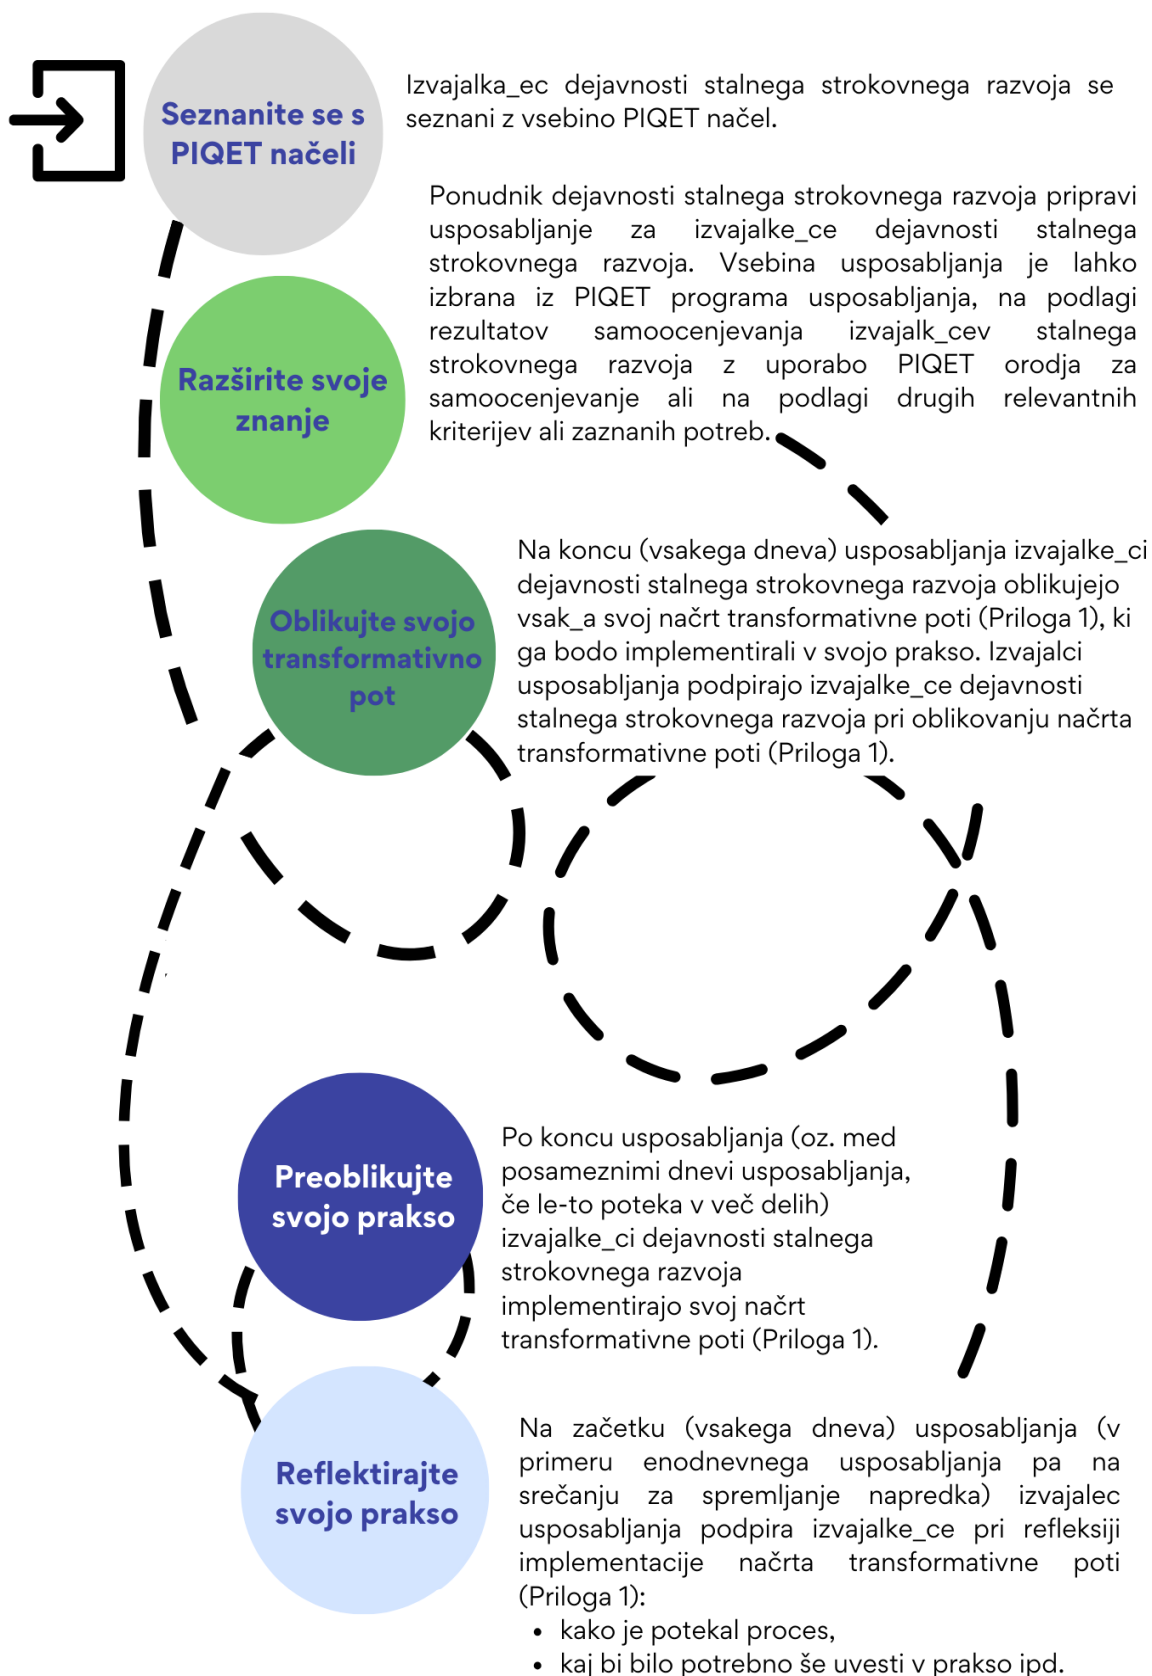 Seznanite se s
PIQET načeli
Izvajalka_ec dejavnosti stalnega strokovnega razvoja se
seznani z vsebino PIQET načel.
Razširite svoje
znanje
Ponudnik dejavnosti stalnega strokovnega razvoja pripravi
usposabljanje za izvajalke_ce dejavnosti stalnega
strokovnega razvoja. Vsebina usposabljanja je lahko
izbrana iz PIQET programa usposabljanja, na podlagi
rezultatov samoocenjevanja izvajalk_cev stalnega
strokovnega razvoja z uporabo PIQET orodja za
samoocenjevanje ali na podlagi drugih relevantnih
kriterijev ali zaznanih potreb.
Oblikujte svojo
transformativno
pot
Na koncu (vsakega dneva) usposabljanja izvajalke_ci
dejavnosti stalnega strokovnega razvoja oblikujejo
vsak_a svoj načrt transformativne poti (Priloga 1), ki
ga bodo implementirali v svojo prakso. Izvajalci
usposabljanja podpirajo izvajalke_ce dejavnosti
stalnega strokovnega razvoja pri oblikovanju načrta
transformativne poti (Priloga 1).
Preoblikujte
svojo prakso
Po koncu usposabljanja (oz. med
posameznimi dnevi usposabljanja,
če le-to poteka v več delih)
izvajalke_ci dejavnosti stalnega
strokovnega razvoja
implementirajo svoj načrt
transformativne poti (Priloga 1).
Reflektirajte
svojo prakso
Na začetku (vsakega dneva) usposabljanja (v
primeru enodnevnega usposabljanja pa na
srečanju za spremljanje napredka) izvajalec
usposabljanja podpira izvajalke_ce pri refleksiji
implementacije načrta transformativne poti
(Priloga 1):
• kako je potekal proces,
• kaj bi bilo potrebno še uvesti v prakso ipd.